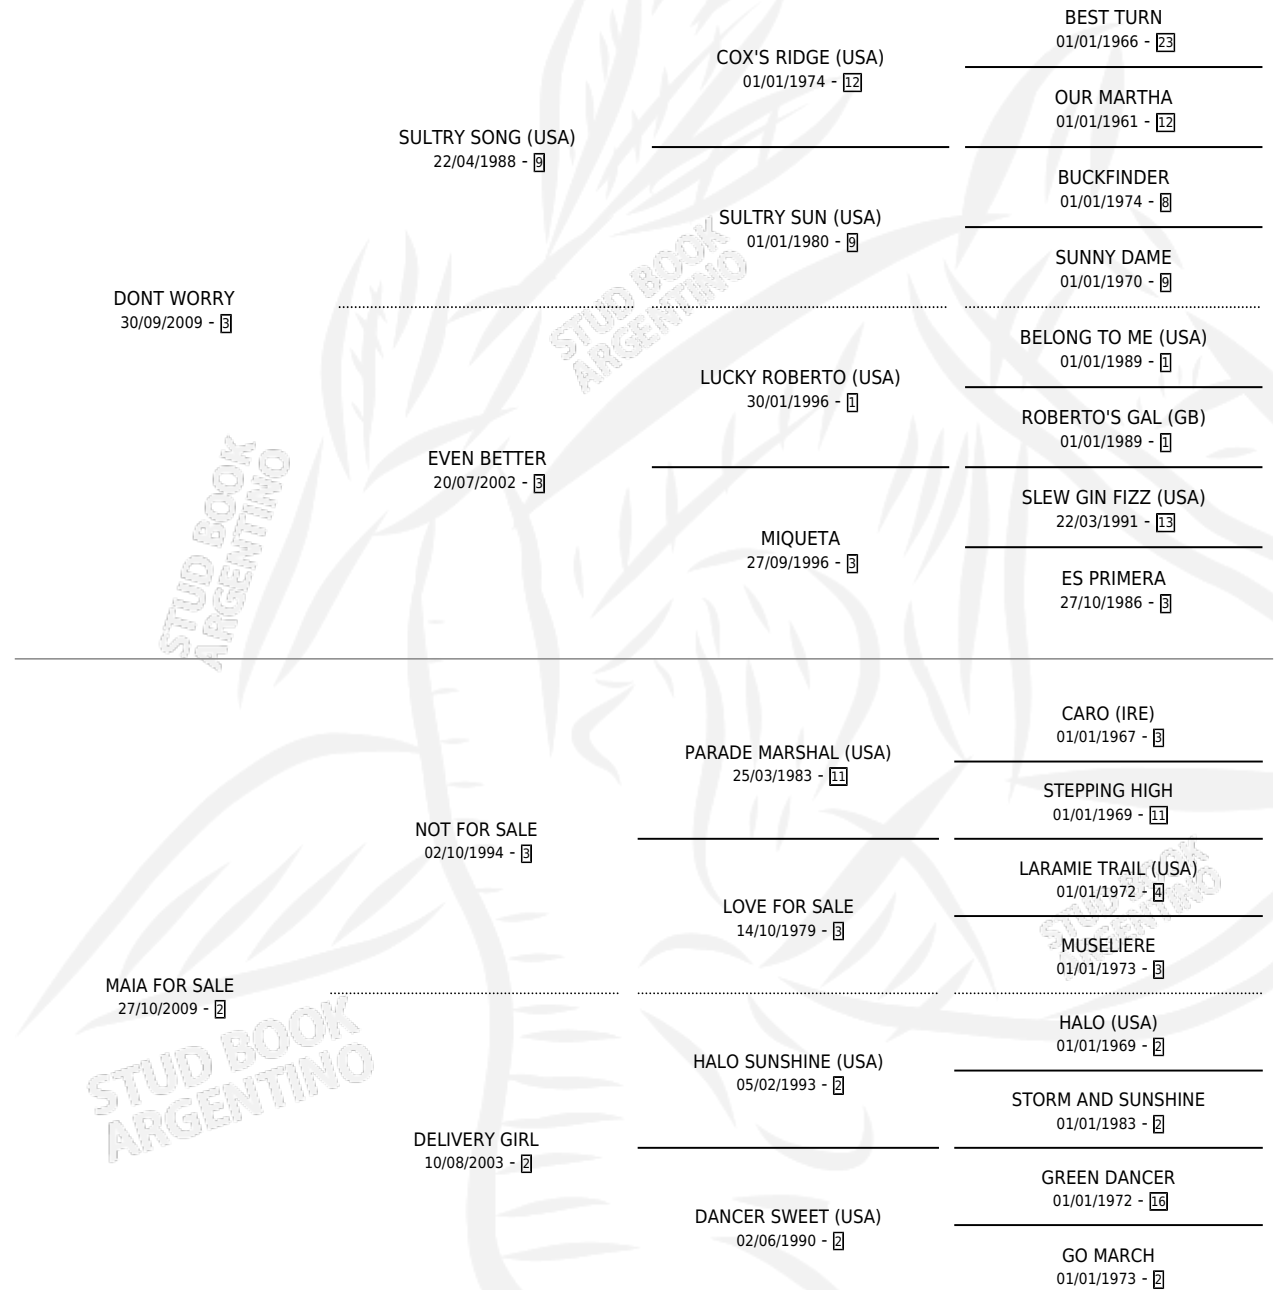 BEST TURN
01/01/1966 - 23
COX'S RIDGE (USA)
01/01/1974 - 12
OUR MARTHA
01/01/1961 - 12
SULTRY SONG (USA)
22/04/1988 - 9
BUCKFINDER
01/01/1974 - 8
SULTRY SUN (USA)
01/01/1980 - 9
SUNNY DAME
01/01/1970 - 9
DONT WORRY
30/09/2009 - 3
STUD BOOK
ARGENTINO
BELONG TO ME (USA)
01/01/1989 - 1
LUCKY ROBERTO (USA)
30/01/1996 - 1
ROBERTO'S GAL (GB)
01/01/1989 - 1
EVEN BETTER
20/07/2002 - 3
SLEW GIN FIZZ (USA)
22/03/1991 - 13
MIQUETA
27/09/1996 - 3
ES PRIMERA
27/10/1986 - 3
STUD BOOK
ARGENTINO
CARO (IRE)
01/01/1967 - 3
PARADE MARSHAL (USA)
25/03/1983 - 11
STEPPING HIGH
01/01/1969 - 11
NOT FOR SALE
02/10/1994 - 3
LARAMIE TRAIL (USA)
01/01/1972 - 4
LOVE FOR SALE
14/10/1979 - 3
STUD BOOK
ARGENTINO
MUSELIERE
01/01/1973 - 3
MAIA FOR SALE
27/10/2009 - 2
STUD BOOK
ARGENTINO
HALO (USA)
01/01/1969 - 2
HALO SUNSHINE (USA)
05/02/1993 - 2
STORM AND SUNSHINE
01/01/1983 - 2
DELIVERY GIRL
10/08/2003 - 2
GREEN DANCER
01/01/1972 - 16
DANCER SWEET (USA)
02/06/1990 - 2
GO MARCH
01/01/1973 - 2